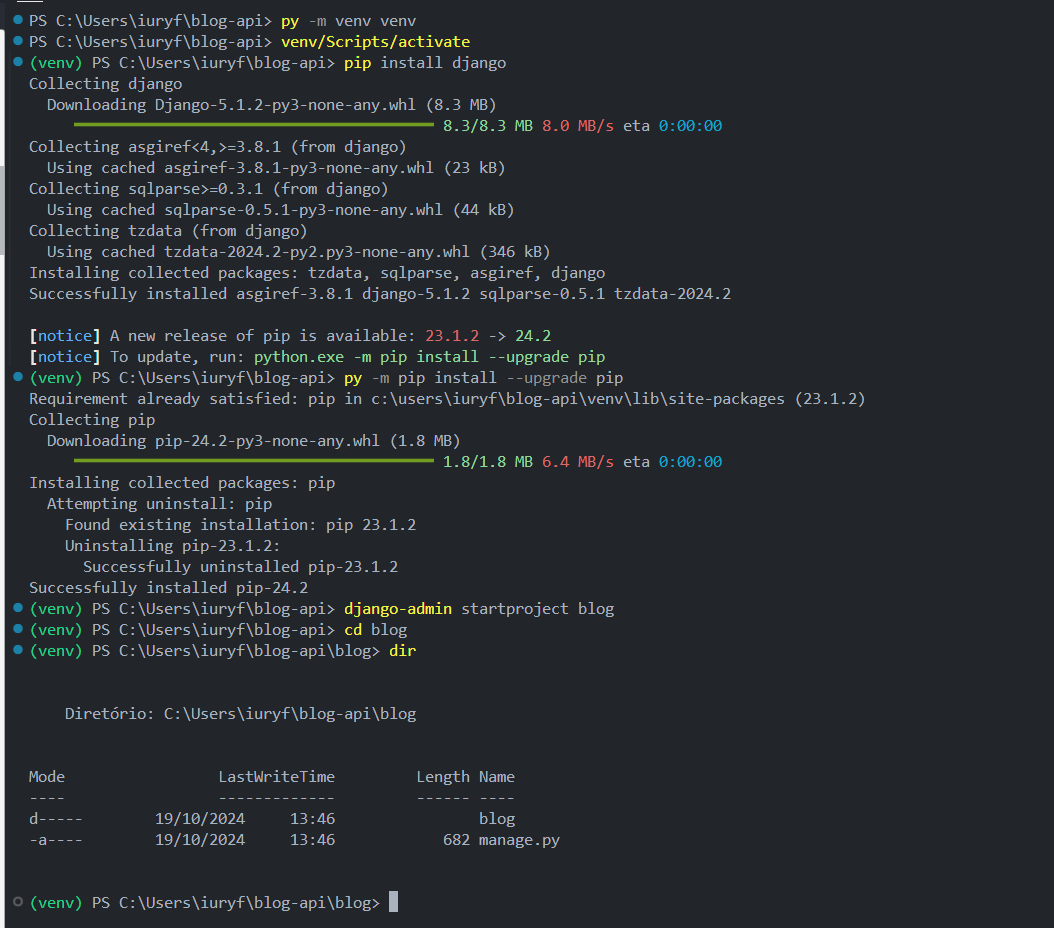 PS C:\Users\iuryf\blog-api> py -m venv venv
PS C:\Users\iuryf\blog-api> venv/Scripts/activate
(venv) PS C:\Users\iuryf\blog-api> pip install django
Collecting django
  Downloading Django-5.1.2-py3-none-any.whl (8.3 MB)
     8.3/8.3 MB 8.0 MB/s eta 0:00:00
Collecting asgiref<4,>=3.8.1 (from django)
  Using cached asgiref-3.8.1-py3-none-any.whl (23 kB)
Collecting sqlparse>=0.3.1 (from django)
  Using cached sqlparse-0.5.1-py3-none-any.whl (44 kB)
Collecting tzdata (from django)
  Using cached tzdata-2024.2-py2.py3-none-any.whl (346 kB)
Installing collected packages: tzdata, sqlparse, asgiref, django
Successfully installed asgiref-3.8.1 django-5.1.2 sqlparse-0.5.1 tzdata-2024.2
[notice] A new release of pip is available: 23.1.2 -> 24.2
[notice] To update, run: python.exe -m pip install --upgrade pip
(venv) PS C:\Users\iuryf\blog-api> py -m pip install --upgrade pip
Requirement already satisfied: pip in c:\users\iuryf\blog-api\venv\lib\site-packages (23.1.2)
Collecting pip
  Downloading pip-24.2-py3-none-any.whl (1.8 MB)
     1.8/1.8 MB 6.4 MB/s eta 0:00:00
Installing collected packages: pip
  Attempting uninstall: pip
    Found existing installation: pip 23.1.2
    Uninstalling pip-23.1.2:
      Successfully uninstalled pip-23.1.2
Successfully installed pip-24.2
(venv) PS C:\Users\iuryf\blog-api> django-admin startproject blog
(venv) PS C:\Users\iuryf\blog-api> cd blog
(venv) PS C:\Users\iuryf\blog-api\blog> dir
    Diretório: C:\Users\iuryf\blog-api\blog
Mode                 LastWriteTime         Length Name
----                 -------------         ------ ----
d-----        19/10/2024     13:46                blog
-a----        19/10/2024     13:46            682 manage.py
(venv) PS C:\Users\iuryf\blog-api\blog>